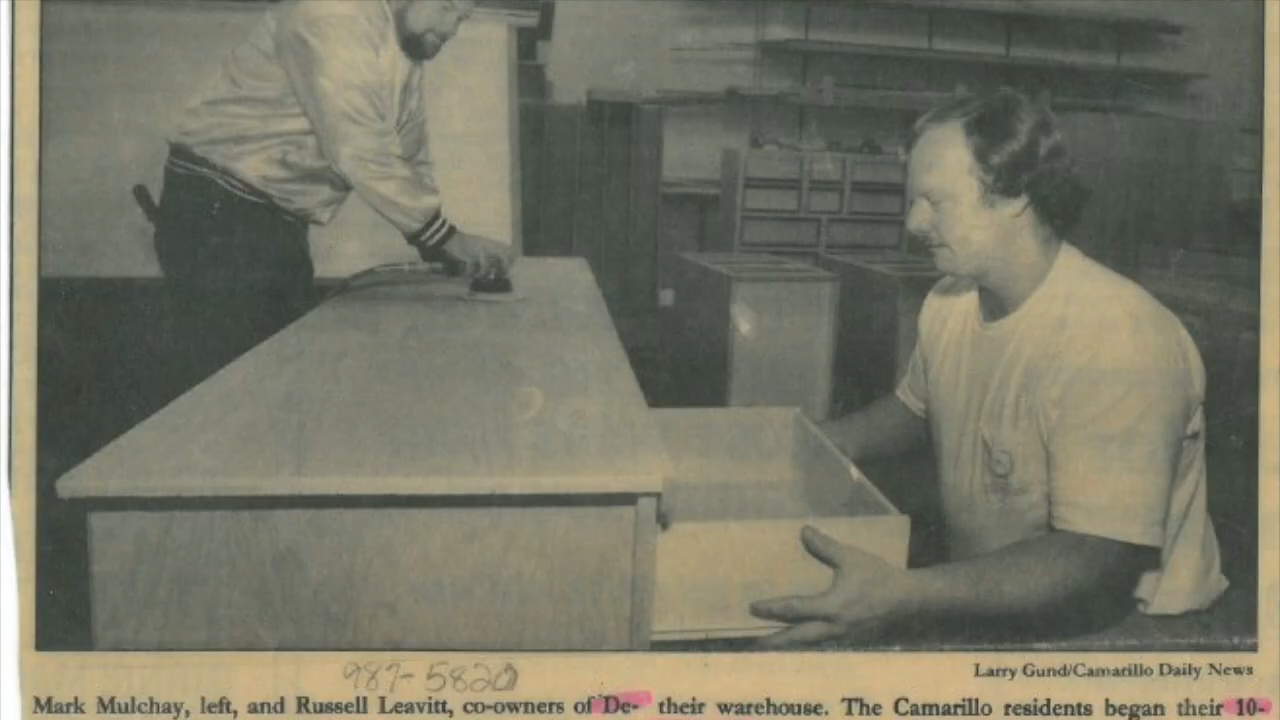 Larry Gund/Camarillo Daily News
987-5820
Mark Mulchay, left, and Russell Leavitt, co-owners of De-
their warehouse. The Camarillo residents began their 10-